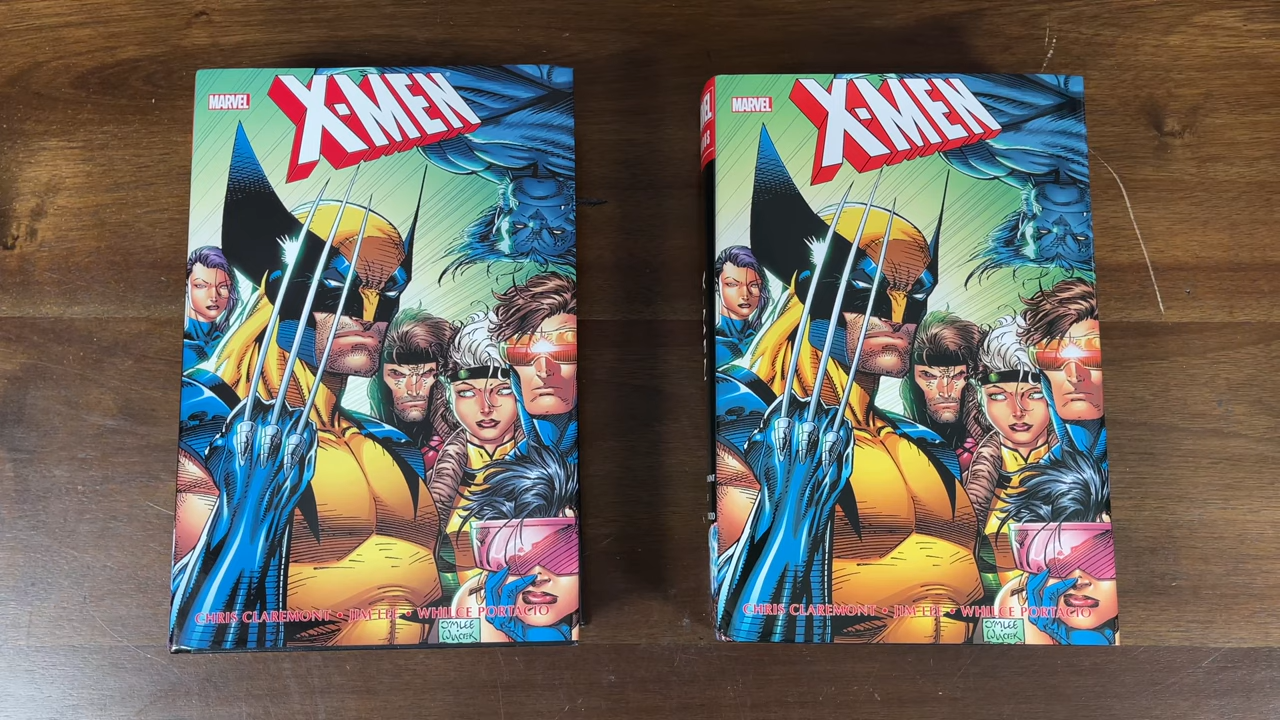 MARVEL
X-MEN
CHRIS CLAREMONT • JIM LEE • WHILCE PORTACIO
MARVEL
X-MEN
CHRIS CLAREMONT • JIM LEE • WHILCE PORTACIO